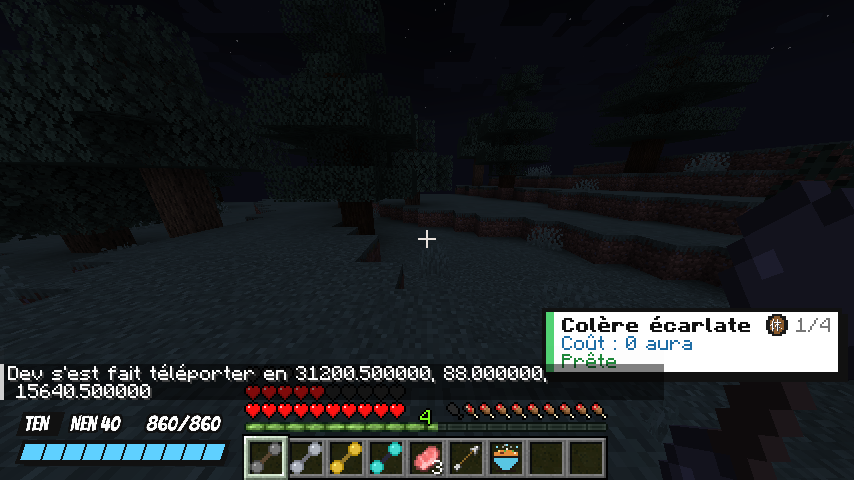 Colère écarlate 1/4
Coût : 0 aura
Prête
Dev s'est fait téléporter en 31200.500000, 88.000000,
15640.500000
TEN NEN 40 860/860
4
3